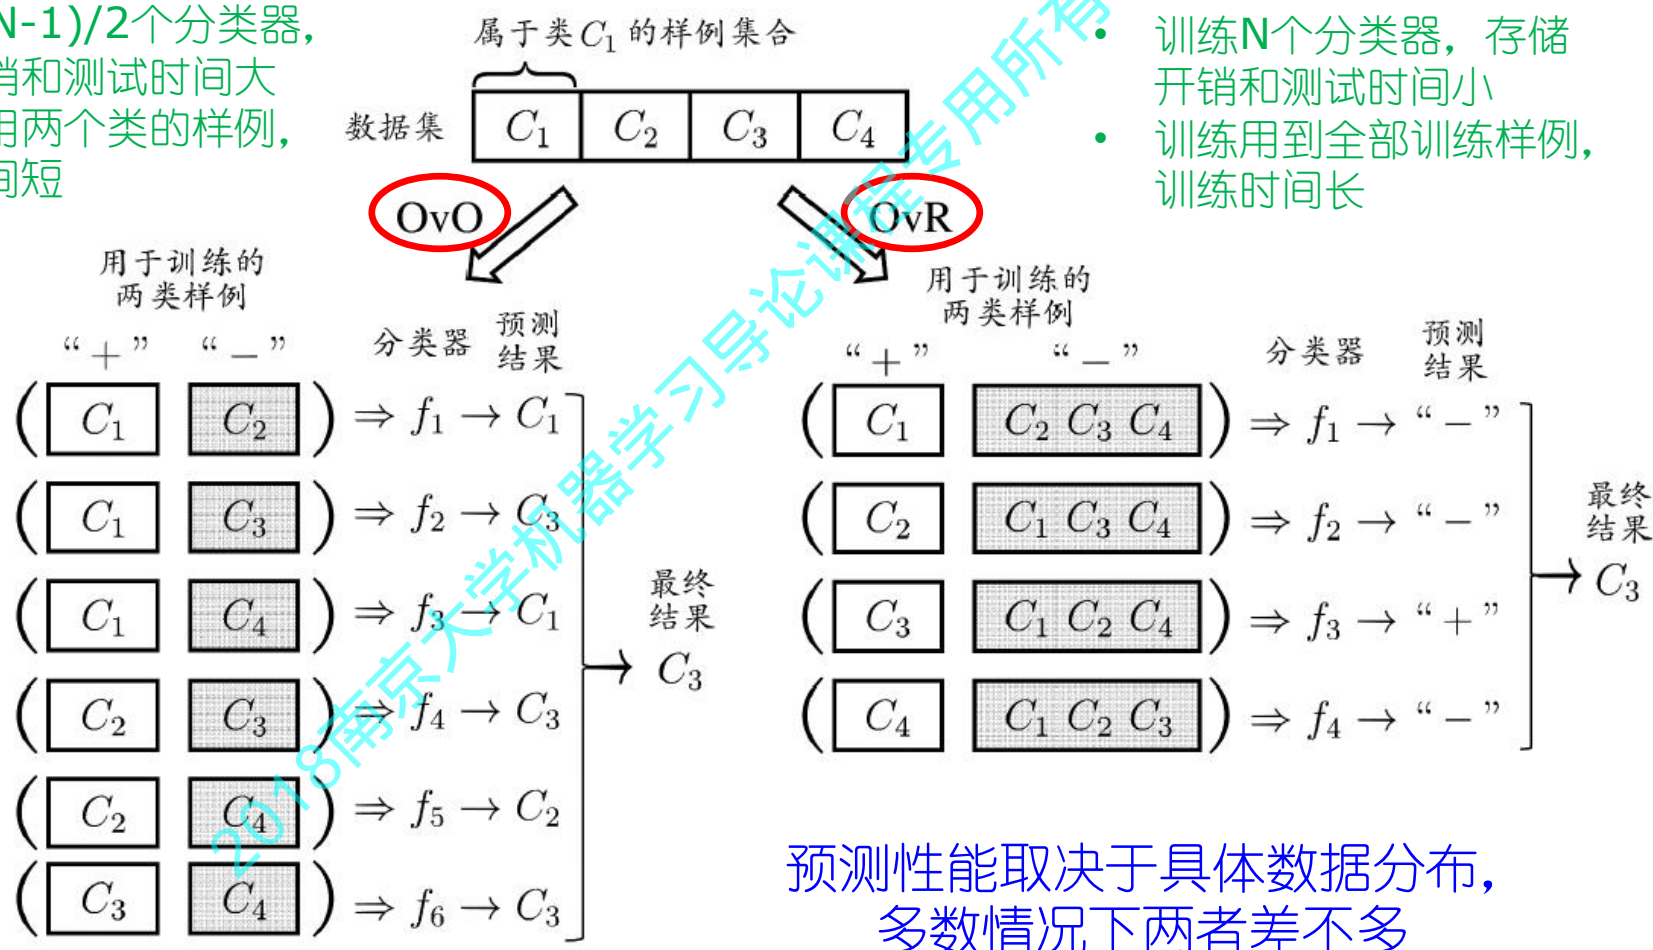 N-1)/2个分类器，
销和测试时间大
用两个类的样例，
间短
属于类C₁的样例集合
数据集 C₁ C₂ C₃ C₄
• 训练N个分类器，存储
开销和测试时间小
• 训练用到全部训练样例，
训练时间长
OvO
OvR
用于训练的
两类样例
“+” “−” 分类器 预测
结果
( C₁ C₂ ) ⇒ f₁ → C₁
( C₁ C₃ ) ⇒ f₂ → C₃
( C₁ C₄ ) ⇒ f₃ → C₁
( C₂ C₃ ) ⇒ f₄ → C₃
( C₂ C₄ ) ⇒ f₅ → C₂
( C₃ C₄ ) ⇒ f₆ → C₃
最终
结果
C₃
用于训练的
两类样例
“+” “−” 分类器 预测
结果
( C₁ C₂ C₃ C₄ ) ⇒ f₁ → “−”
( C₂ C₁ C₃ C₄ ) ⇒ f₂ → “−”
( C₃ C₁ C₂ C₄ ) ⇒ f₃ → “+”
( C₄ C₁ C₂ C₃ ) ⇒ f₄ → “−”
最终
结果
C₃
预测性能取决于具体数据分布，
多数情况下两者差不多
2018南京大学机器学习导论课程专用所有